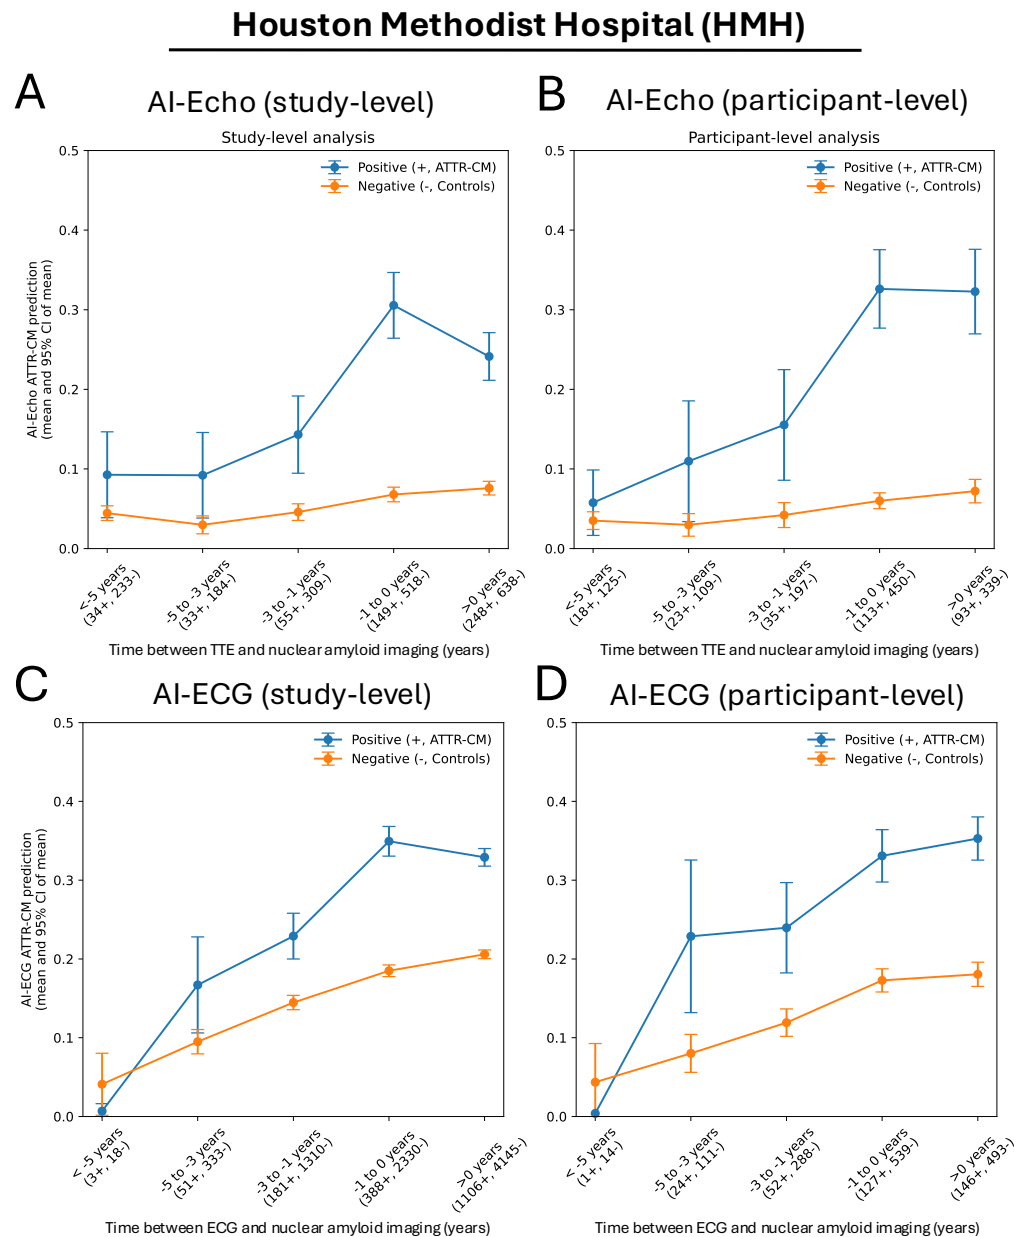 Houston Methodist Hospital (HMH)
A
AI-Echo (study-level)
Study-level analysis
0.5
0.4
0.3
0.2
0.1
0.0
AI-Echo ATTR-CM prediction
(mean and 95% CI of mean)
Positive (+, ATTR-CM)
Negative (-, Controls)
<-5 years
(34+, 233-)
-5 to -3 years
(33+, 184-)
-3 to -1 years
(55+, 309-)
-1 to 0 years
(149+, 518-)
>0 years
(248+, 638-)
Time between TTE and nuclear amyloid imaging (years)
B
AI-Echo (participant-level)
Participant-level analysis
0.5
0.4
0.3
0.2
0.1
0.0
Positive (+, ATTR-CM)
Negative (-, Controls)
<-5 years
(18+, 125-)
-5 to -3 years
(23+, 109-)
-3 to -1 years
(35+, 197-)
-1 to 0 years
(113+, 450-)
>0 years
(93+, 339-)
Time between TTE and nuclear amyloid imaging (years)
C
AI-ECG (study-level)
0.5
0.4
0.3
0.2
0.1
0.0
AI-ECG ATTR-CM prediction
(mean and 95% CI of mean)
Positive (+, ATTR-CM)
Negative (-, Controls)
< -5 years
(3+, 18-)
-5 to -3 years
(51+, 333-)
-3 to -1 years
(181+, 1310-)
-1 to 0 years
(388+, 2330-)
>0 years
(1106+, 4145-)
Time between ECG and nuclear amyloid imaging (years)
D
AI-ECG (participant-level)
0.5
0.4
0.3
0.2
0.1
0.0
Positive (+, ATTR-CM)
Negative (-, Controls)
< -5 years
(1+, 14-)
-5 to -3 years
(24+, 111-)
-3 to -1 years
(52+, 288-)
-1 to 0 years
(127+, 539-)
>0 years
(146+, 493-)
Time between ECG and nuclear amyloid imaging (years)